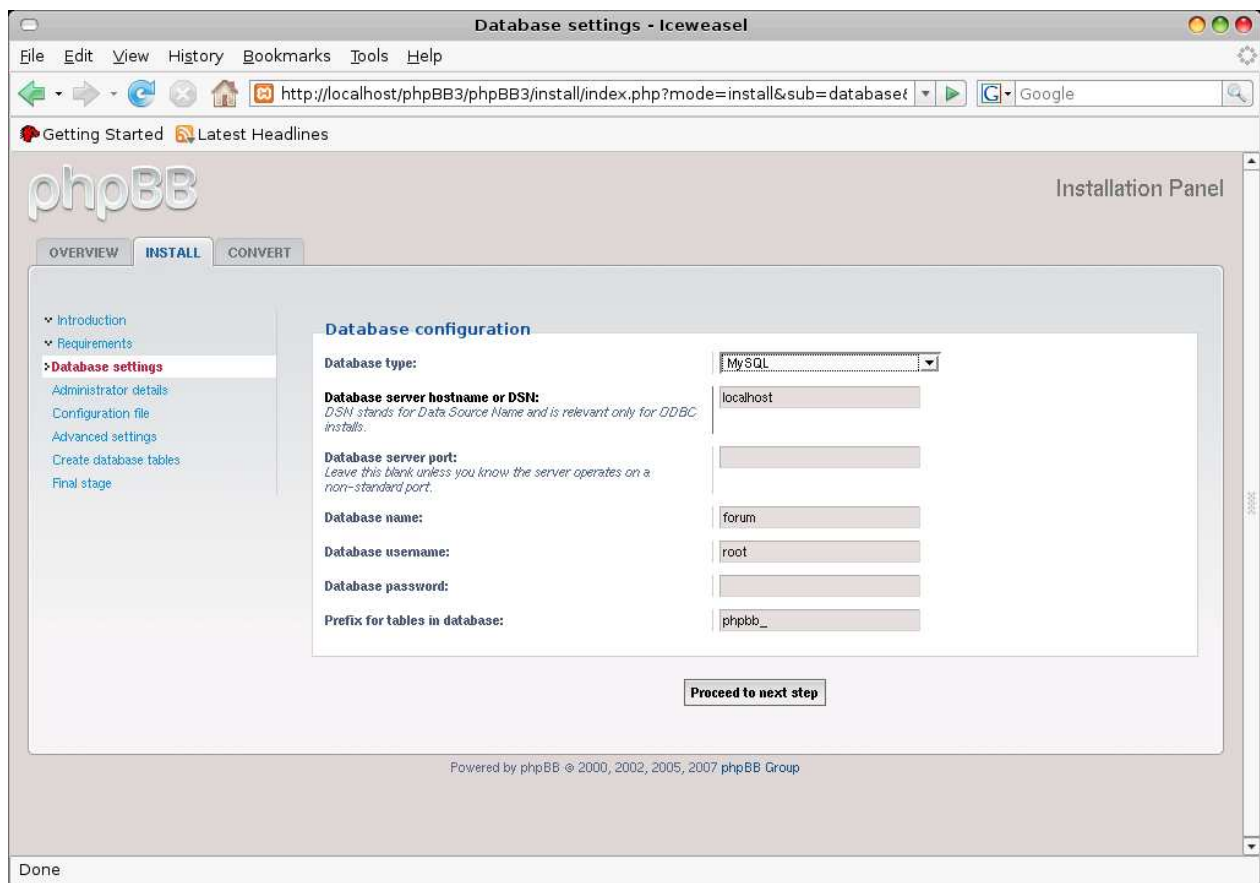 Database settings - Iceweasel
File Edit View History Bookmarks Tools Help
http://localhost/phpBB3/phpBB3/install/index.php?mode=install&sub=database&
G Google
Getting Started Latest Headlines
phpBB
Installation Panel
OVERVIEW INSTALL CONVERT
Introduction
Requirements
Database settings
Administrator details
Configuration file
Advanced settings
Create database tables
Final stage
Database configuration
Database type: MySQL
Database server hostname or DSN: localhost
DSN stands for Data Source Name and is relevant only for ODBC
installs.
Database server port:
Leave this blank unless you know the server operates on a
non-standard port.
Database name: forum
Database username: root
Database password:
Prefix for tables in database: phpbb_
Proceed to next step
Powered by phpBB © 2000, 2002, 2005, 2007 phpBB Group
Done